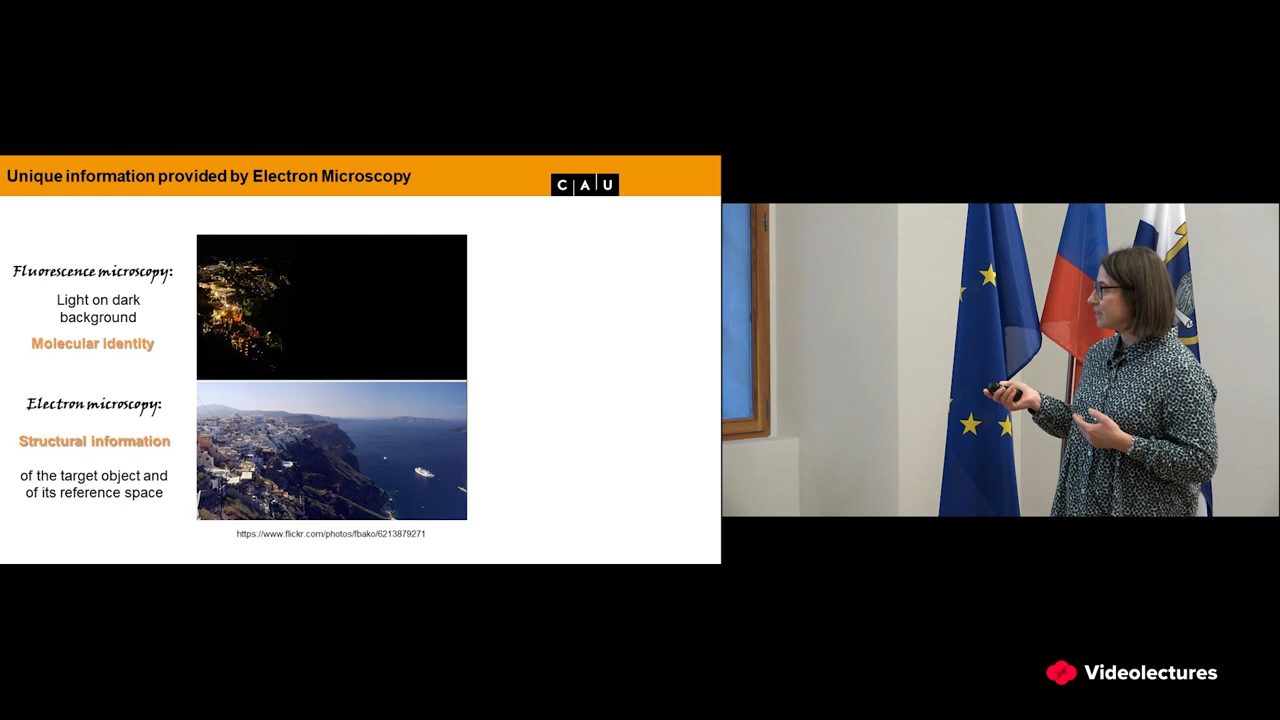 Unique information provided by Electron Microscopy
C A U
Fluorescence microscopy:
Light on dark
background
Molecular identity
Electron microscopy:
Structural information
of the target object and
of its reference space
https://www.flickr.com/photos/fbako/6213879271
Videolectures